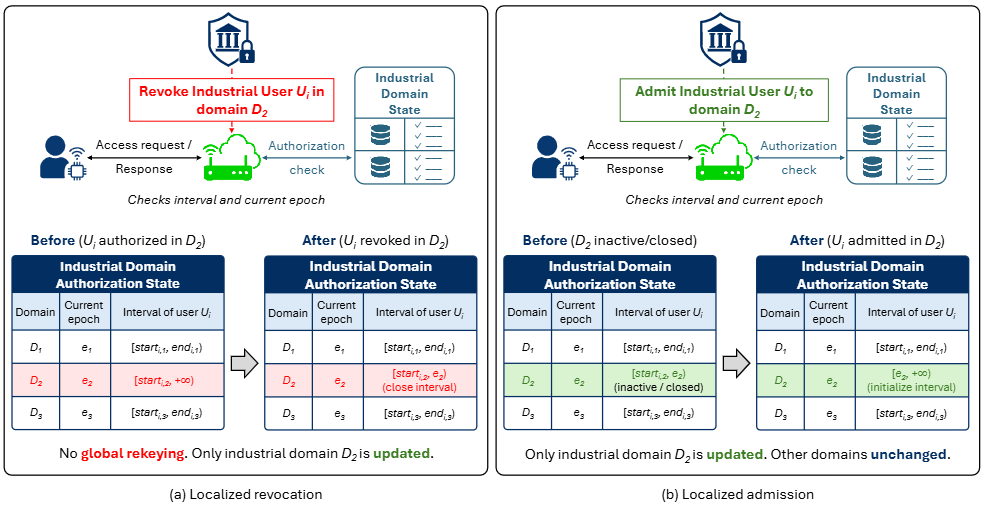 Revoke Industrial User Ui in
domain D2
Industrial
Domain
State
Access request /
Response
Authorization
check
Checks interval and current epoch
Before (Ui authorized in D2)
Industrial Domain
Authorization State
Domain Current epoch Interval of user Ui
D1 e1 [starti,1, endi,1)
D2 e2 [starti,2, +∞)
D3 e3 [starti,3, endi,3)
After (Ui revoked in D2)
Industrial Domain
Authorization State
Domain Current epoch Interval of user Ui
D1 e1 [starti,1, endi,1)
D2 e2 [starti,2, e2)
(close interval)
D3 e3 [starti,3, endi,3)
No global rekeying. Only industrial domain D2 is updated.
(a) Localized revocation
Admit Industrial User Ui to
domain D2
Industrial
Domain
State
Access request /
Response
Authorization
check
Checks interval and current epoch
Before (D2 inactive/closed)
Industrial Domain
Authorization State
Domain Current epoch Interval of user Ui
D1 e1 [starti,1, endi,1)
D2 e2 [starti,2, e2)
(inactive / closed)
D3 e3 [starti,3, endi,3)
After (Ui admitted in D2)
Industrial Domain
Authorization State
Domain Current epoch Interval of user Ui
D1 e1 [starti,1, endi,1)
D2 e2 [e2, +∞)
(initialize interval)
D3 e3 [starti,3, endi,3)
Only industrial domain D2 is updated. Other domains unchanged.
(b) Localized admission